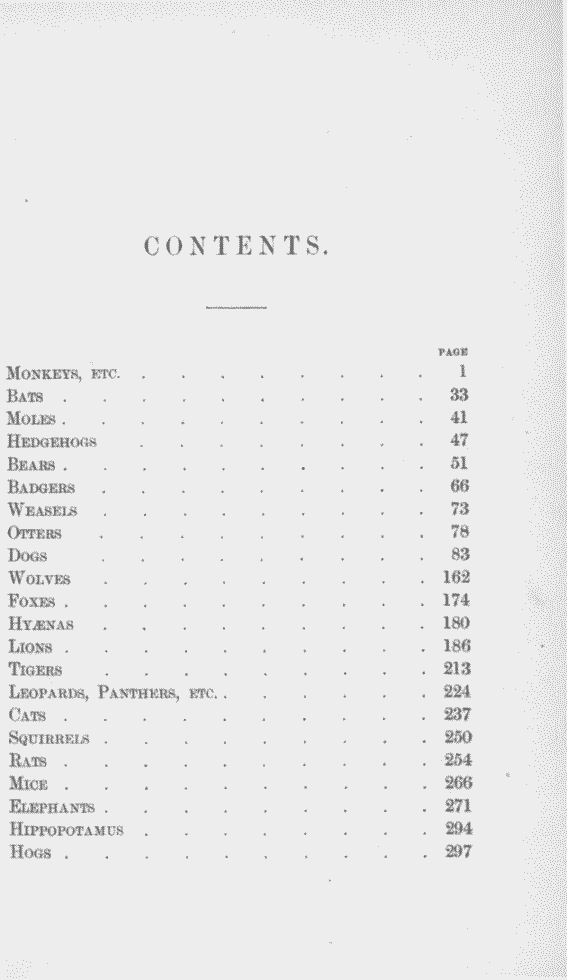 CONTENTS.
PAGE
MONKEYS, ETC. . . . . . . . . 1
BATS . . . . . . . . . . 33
MOLES . . . . . . . . . . 41
HEDGEHOGS . . . . . . . . 47
BEARS . . . . . . . . . . 51
BADGERS . . . . . . . . . 66
WEASELS . . . . . . . . . 73
OTTERS . . . . . . . . . 78
DOGS . . . . . . . . . 83
WOLVES . . . . . . . . . 162
FOXES . . . . . . . . . . 174
HYÆNAS . . . . . . . . . 180
LIONS . . . . . . . . . . 186
TIGERS . . . . . . . . . 213
LEOPARDS, PANTHERS, ETC. . . . . . . 224
CATS . . . . . . . . . . 237
SQUIRRELS . . . . . . . . . 250
RATS . . . . . . . . . . 254
MICE . . . . . . . . . . 266
ELEPHANTS . . . . . . . . . 271
HIPPOPOTAMUS . . . . . . . . 294
HOGS . . . . . . . . . . 297